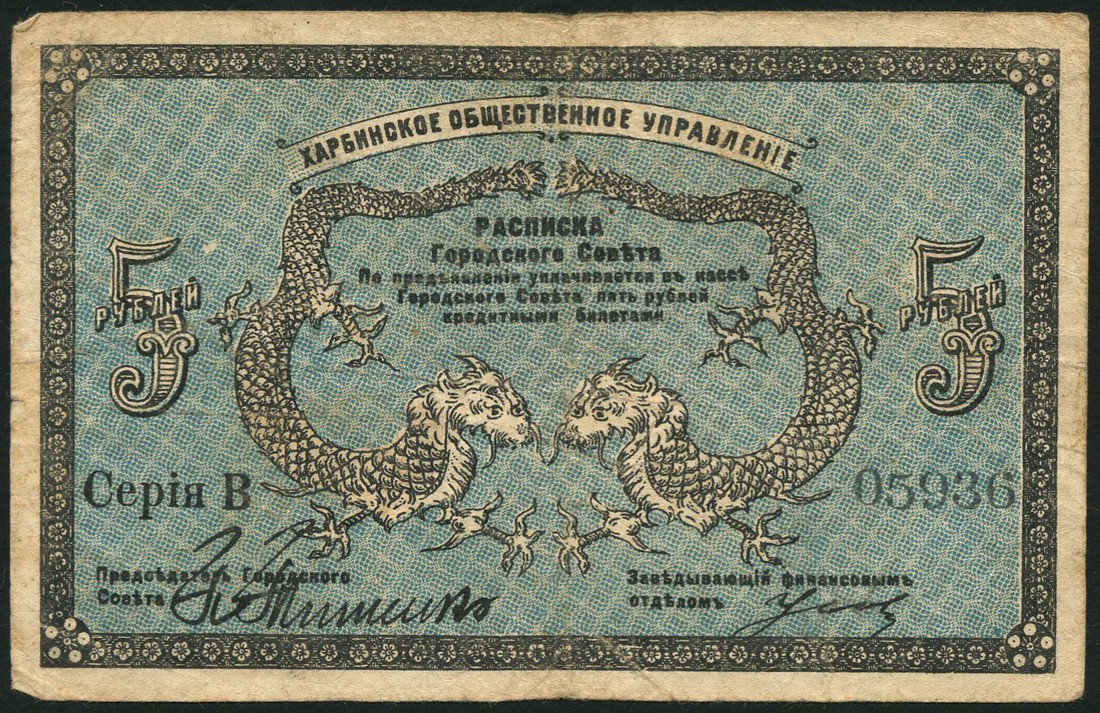 ХАРБИНСКОЕ ОБЩЕСТВЕННОЕ УПРАВЛЕНІЕ
РАСПИСКА
Городского Совѣта
По предъявленіи уплачивается въ кассѣ
Городского Совѣта пять рублей
кредитными билетами
5 РУБЛЕЙ
5 РУБЛЕЙ
Серія В
05936
Предсѣдатель Городского
Совѣта
Завѣдывающій финансовымъ
отдѣломъ